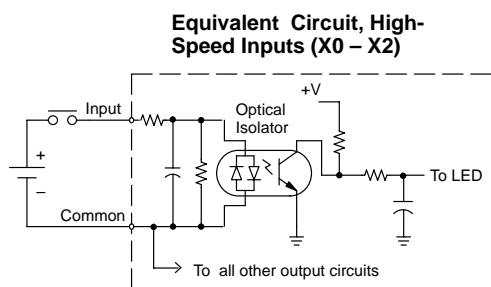 Equivalent Circuit, High-
Speed Inputs (X0 – X2)
+V
Optical
Isolator
Input
+
–
To LED
Common
To all other output circuits